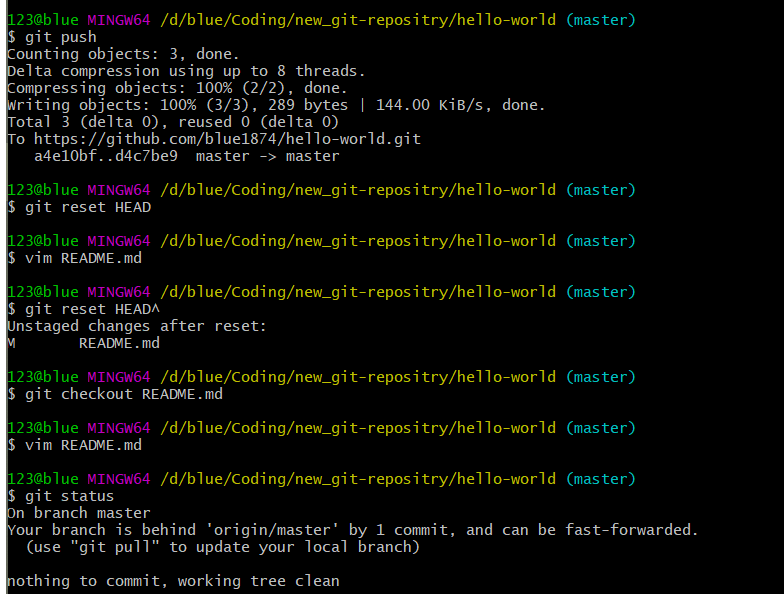 123@blue MINGW64 /d/blue/Coding/new_git-repositry/hello-world (master)
$ git push
Counting objects: 3, done.
Delta compression using up to 8 threads.
Compressing objects: 100% (2/2), done.
Writing objects: 100% (3/3), 289 bytes | 144.00 KiB/s, done.
Total 3 (delta 0), reused 0 (delta 0)
To https://github.com/blue1874/hello-world.git
   a4e10bf..d4c7be9  master -> master
123@blue MINGW64 /d/blue/Coding/new_git-repositry/hello-world (master)
$ git reset HEAD
123@blue MINGW64 /d/blue/Coding/new_git-repositry/hello-world (master)
$ vim README.md
123@blue MINGW64 /d/blue/Coding/new_git-repositry/hello-world (master)
$ git reset HEAD^
Unstaged changes after reset:
M       README.md
123@blue MINGW64 /d/blue/Coding/new_git-repositry/hello-world (master)
$ git checkout README.md
123@blue MINGW64 /d/blue/Coding/new_git-repositry/hello-world (master)
$ vim README.md
123@blue MINGW64 /d/blue/Coding/new_git-repositry/hello-world (master)
$ git status
On branch master
Your branch is behind 'origin/master' by 1 commit, and can be fast-forwarded.
  (use "git pull" to update your local branch)
nothing to commit, working tree clean